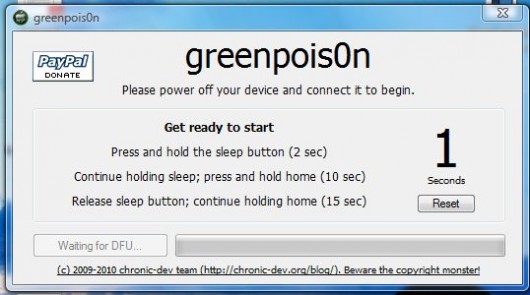 greenpois0n
PayPal
DONATE
greenpois0n
Please power off your device and connect it to begin.
Get ready to start
Press and hold the sleep button (2 sec)
Continue holding sleep; press and hold home (10 sec)
Release sleep button; continue holding home (15 sec)
1
Seconds
Reset
Waiting for DFU...
(c) 2009-2010 chronic-dev team (http://chronic-dev.org/blog/). Beware the copyright monster!